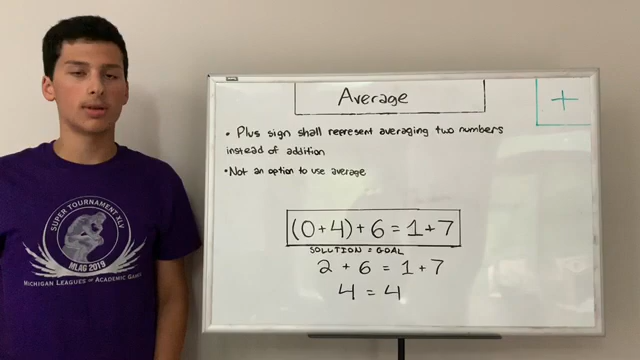 Average
+
• Plus sign shall represent averaging two numbers
instead of addition
• Not an option to use average
(0+4)+6=1+7
SOLUTION = GOAL
2+6=1+7
4=4
SUPER TOURNAMENT XLV
MLAG 2019
MICHIGAN LEAGUES OF ACADEMIC GAMES